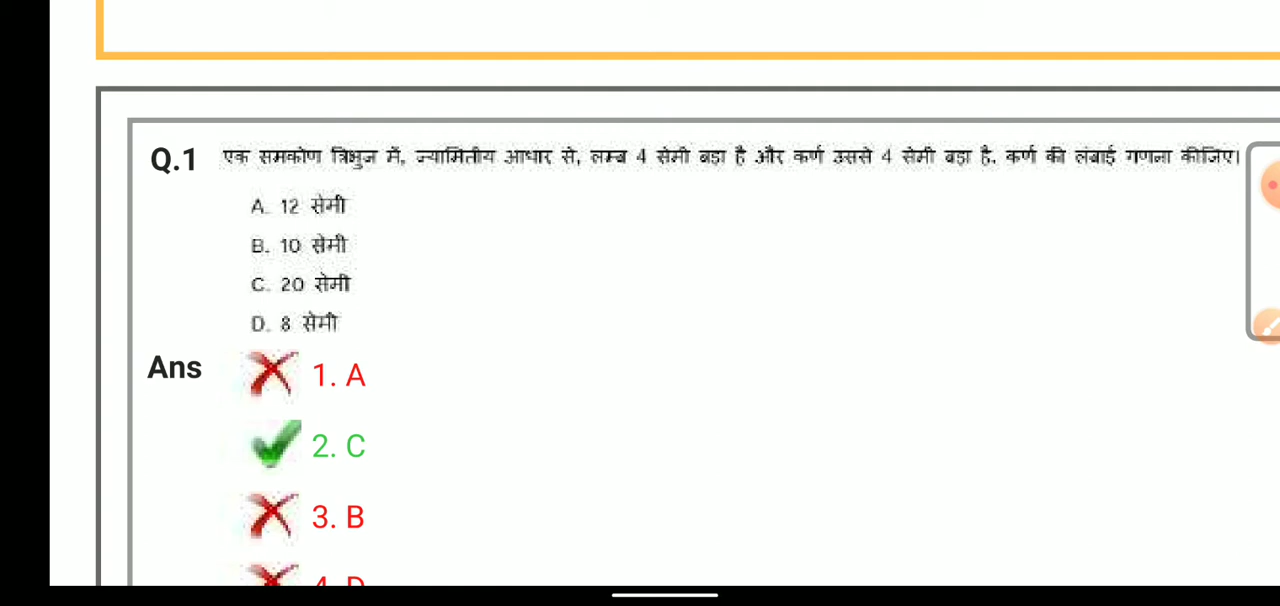 Q.1 एक समकोण त्रिभुज में, ज्यामितीय आधार से, लम्ब 4 सेमी बड़ा है और कर्ण उससे 4 सेमी बड़ा है. कर्ण की लंबाई गणना कीजिए।
A. 12 सेमी
B. 10 सेमी
C. 20 सेमी
D. 8 सेमी
Ans 1. A
2. C
3. B
4. D